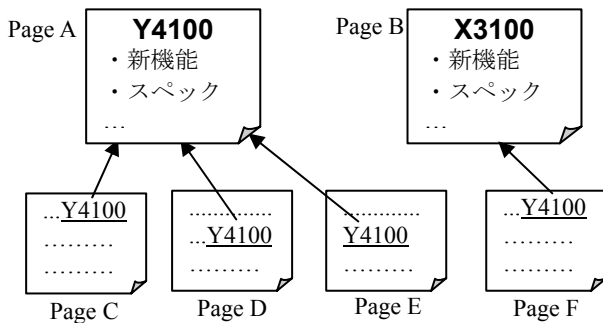 Page A
Y4100
・新機能
・スペック
…
Page B
X3100
・新機能
・スペック
…
…Y4100
………
………
Page C
…………
…Y4100
………
Page D
…………
Y4100
………
Page E
…Y4100
………
………
Page F